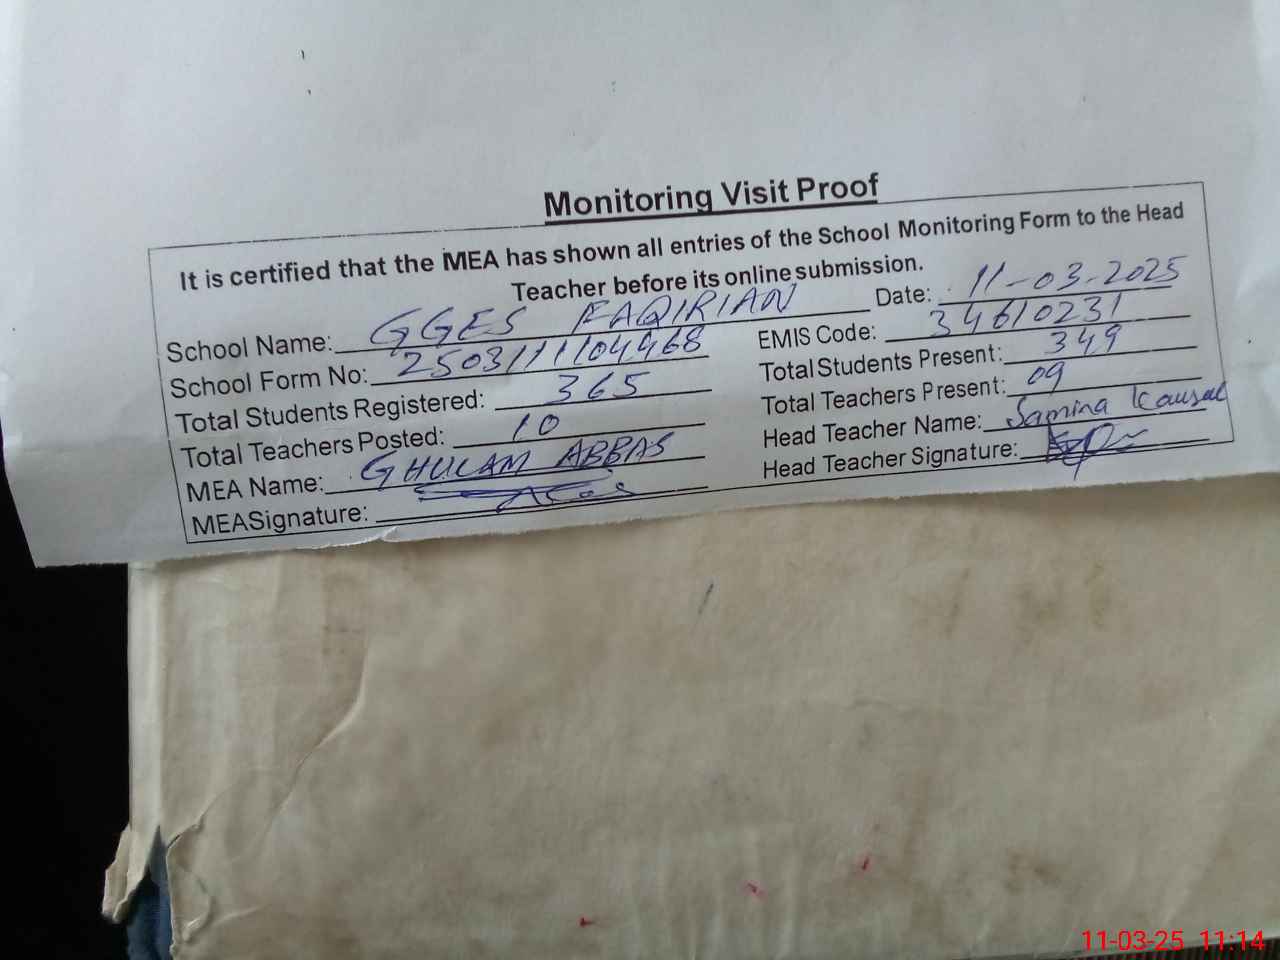 Monitoring Visit Proof
It is certified that the MEA has shown all entries of the School Monitoring Form to the Head
Teacher before its online submission.
School Name: GGES FAQIRIAN Date: 11-03-2025
School Form No: 2503111104468 EMIS Code: 34610231
Total Students Registered: 365 Total Students Present: 349
Total Teachers Posted: 10 Total Teachers Present: 09
MEA Name: GHULAM ABBAS Head Teacher Name: Samina Kausar
MEASignature: Head Teacher Signature:
11-03-25 11:14